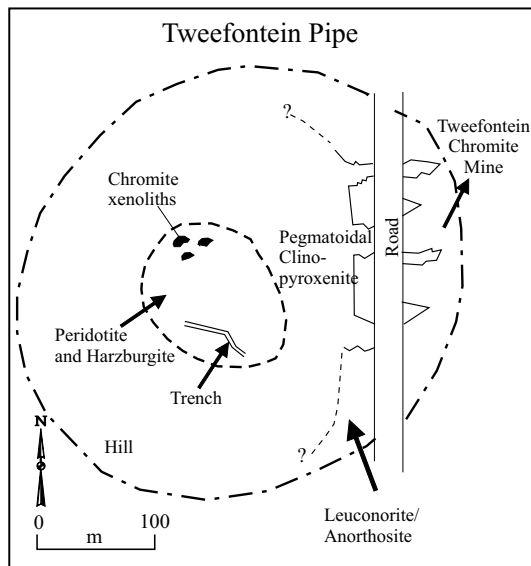 Tweefontein Pipe
?
Tweefontein
Chromite
Mine
Chromite
xenoliths
Pegmatoidal
Clino-
pyroxenite
Road
Peridotite
and Harzburgite
Trench
N
Hill
?
0 100
m
Leuconorite/
Anorthosite